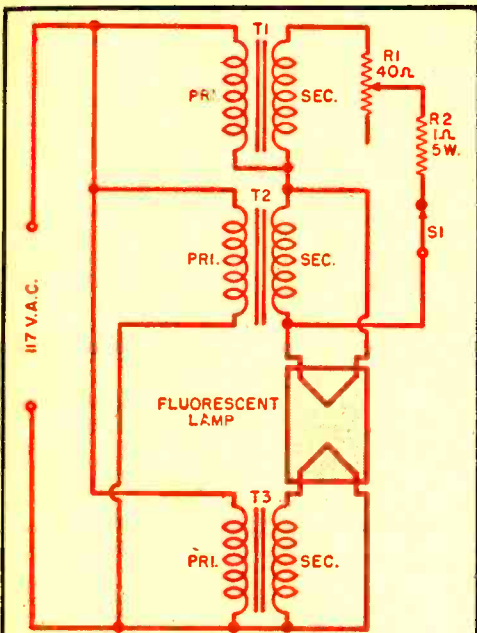 T1
R1
40Ω
PRI.
SEC.
R2
1Ω
5W.
T2
S1
PRI.
SEC.
117 V.A.C.
FLUORESCENT
LAMP
T3
PRI.
SEC.